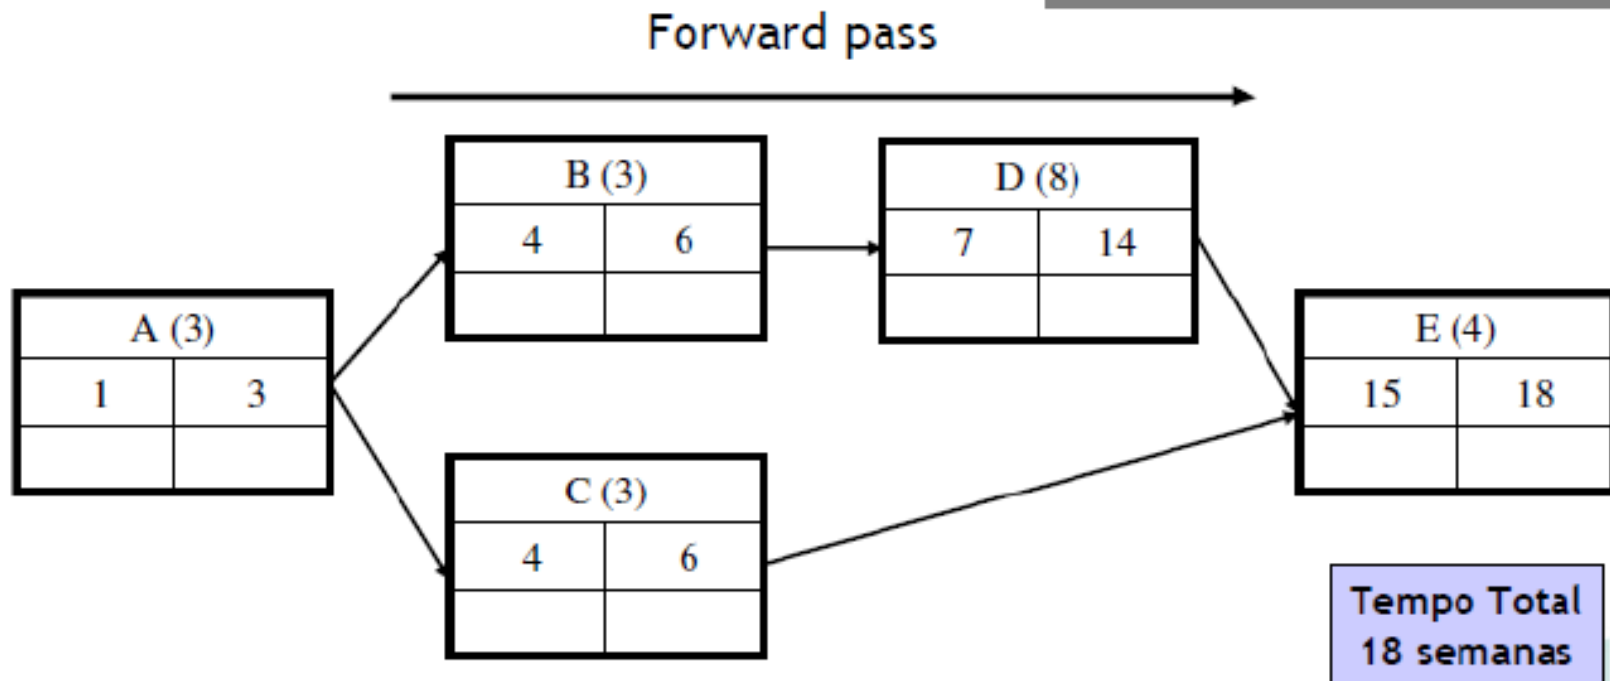 Forward pass
A (3)
1 3
B (3)
4 6
C (3)
4 6
D (8)
7 14
E (4)
15 18
Tempo Total
18 semanas